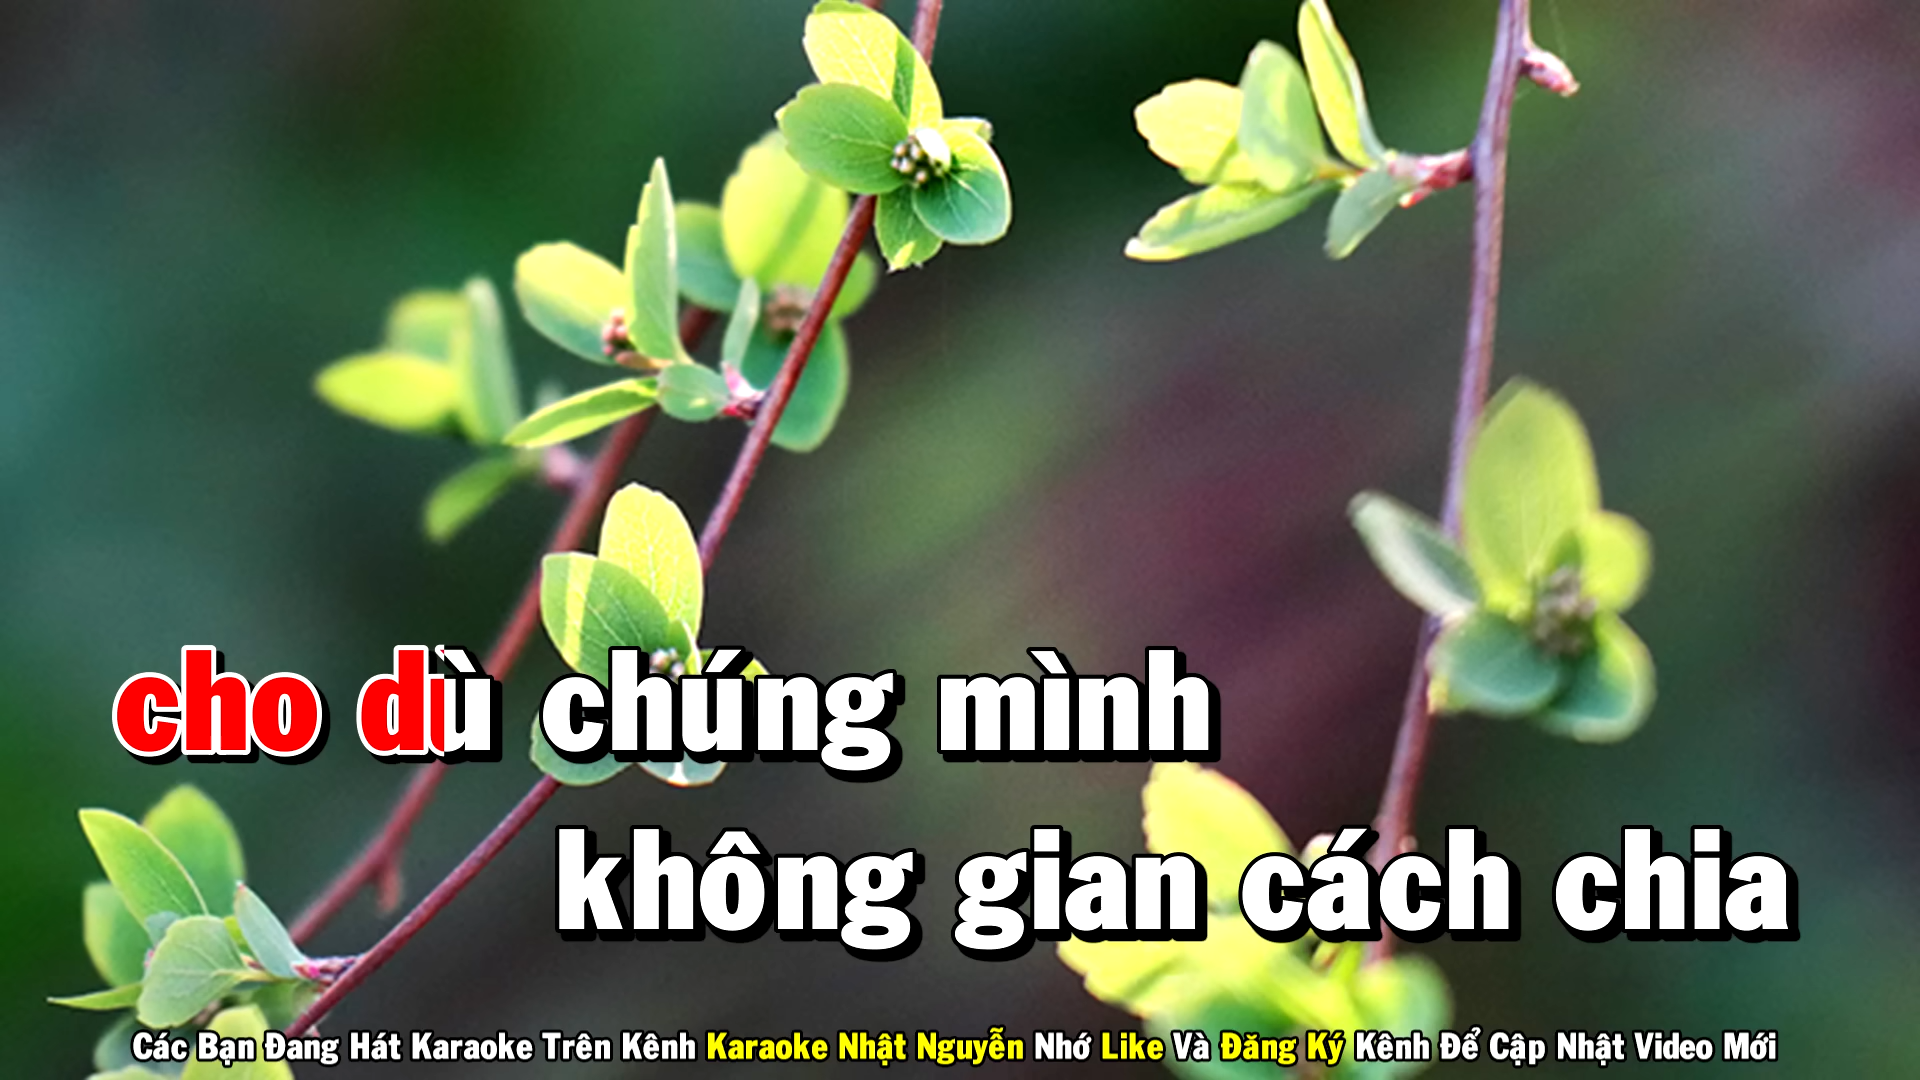 cho dù chúng mình
không gian cách chia
Các Bạn Đang Hát Karaoke Trên Kênh Karaoke Nhật Nguyễn Nhớ Like Và Đăng Ký Kênh Để Cập Nhật Video Mới